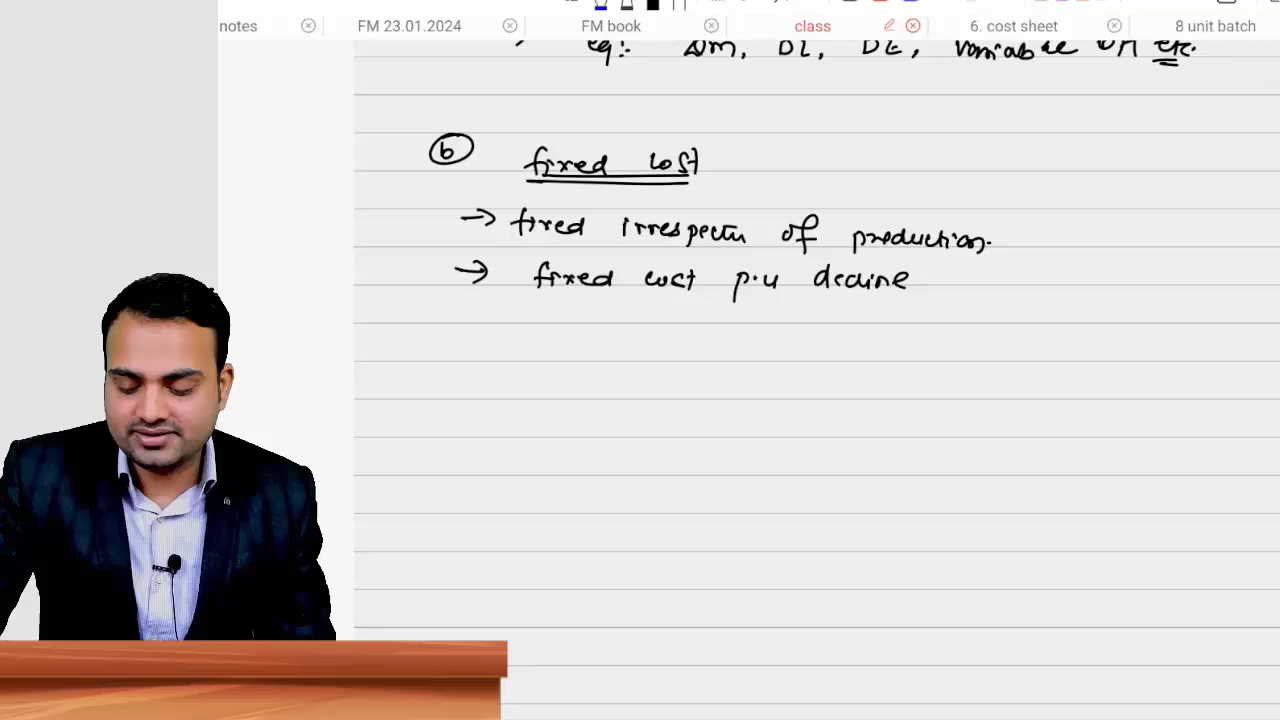 notes FM 23.01.2024 FM book class 6. cost sheet 8 unit batch
eg:- DM, DL, DE, variable OH etc.
b fixed cost
→ fixed irrespectu of production.
→ fixed cost p.u decline